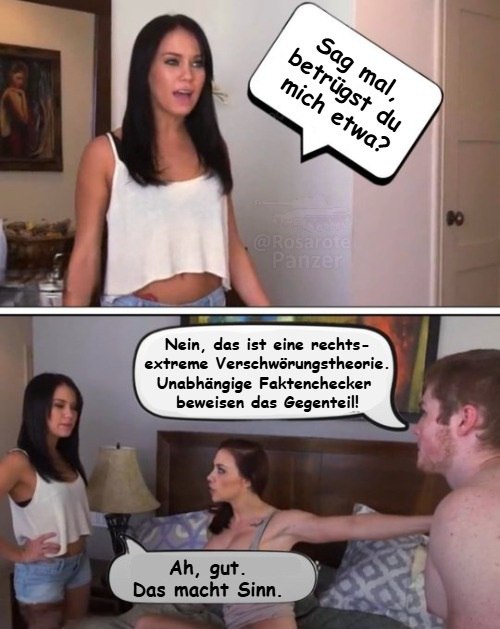 Sag mal,
betrügst du
mich etwa?
@Rosarote
Panzer
Nein, das ist eine rechts-
extreme Verschwörungstheorie.
Unabhängige Faktenchecker
beweisen das Gegenteil!
Ah, gut.
Das macht Sinn.